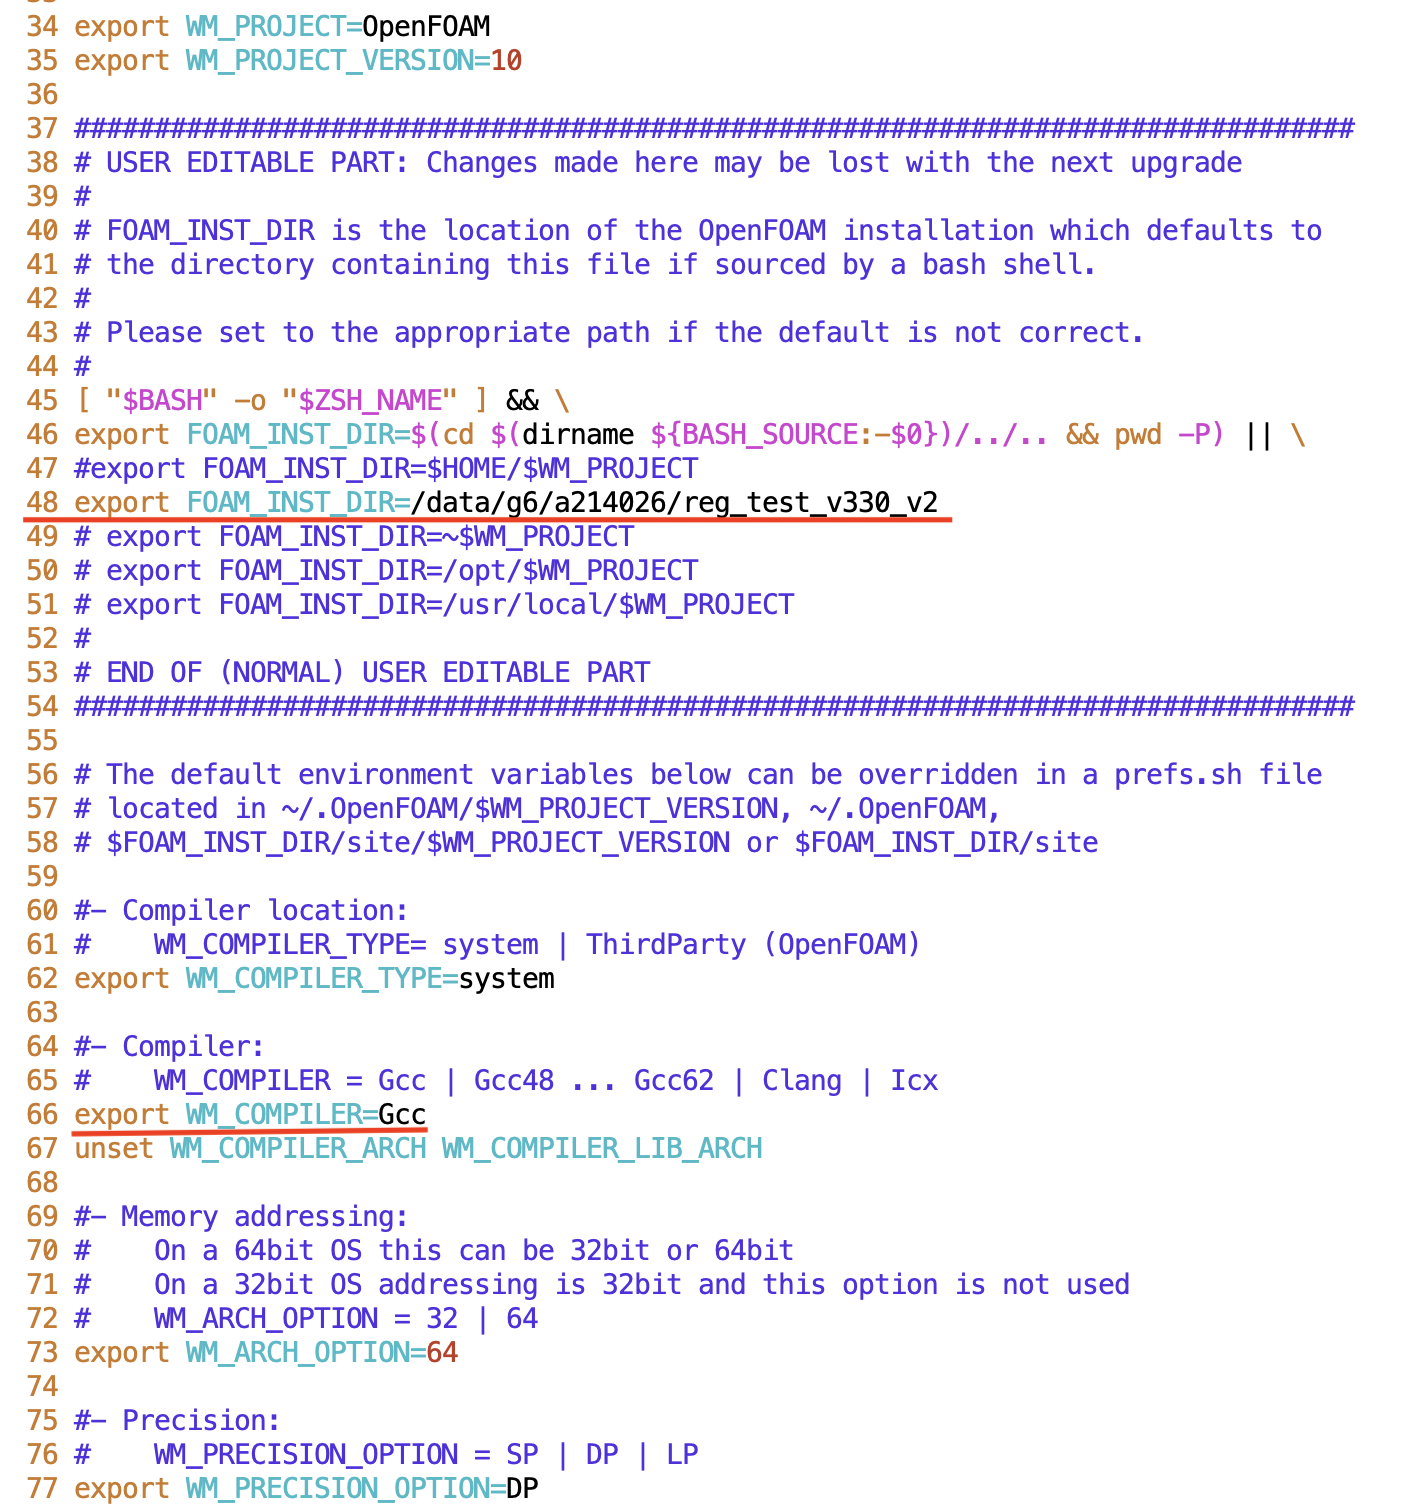 34 export WM_PROJECT=OpenFOAM
35 export WM_PROJECT_VERSION=10
36
37 ################################################################################
38 # USER EDITABLE PART: Changes made here may be lost with the next upgrade
39 #
40 # FOAM_INST_DIR is the location of the OpenFOAM installation which defaults to
41 # the directory containing this file if sourced by a bash shell.
42 #
43 # Please set to the appropriate path if the default is not correct.
44 #
45 [ "$BASH" -o "$ZSH_NAME" ] && \
46 export FOAM_INST_DIR=$(cd $(dirname ${BASH_SOURCE:-$0})/../.. && pwd -P) || \
47 #export FOAM_INST_DIR=$HOME/$WM_PROJECT
48 export FOAM_INST_DIR=/data/g6/a214026/reg_test_v330_v2
49 # export FOAM_INST_DIR=~$WM_PROJECT
50 # export FOAM_INST_DIR=/opt/$WM_PROJECT
51 # export FOAM_INST_DIR=/usr/local/$WM_PROJECT
52 #
53 # END OF (NORMAL) USER EDITABLE PART
54 ################################################################################
55
56 # The default environment variables below can be overridden in a prefs.sh file
57 # located in ~/.OpenFOAM/$WM_PROJECT_VERSION, ~/.OpenFOAM,
58 # $FOAM_INST_DIR/site/$WM_PROJECT_VERSION or $FOAM_INST_DIR/site
59
60 #- Compiler location:
61 #    WM_COMPILER_TYPE= system | ThirdParty (OpenFOAM)
62 export WM_COMPILER_TYPE=system
63
64 #- Compiler:
65 #    WM_COMPILER = Gcc | Gcc48 ... Gcc62 | Clang | Icx
66 export WM_COMPILER=Gcc
67 unset WM_COMPILER_ARCH WM_COMPILER_LIB_ARCH
68
69 #- Memory addressing:
70 #    On a 64bit OS this can be 32bit or 64bit
71 #    On a 32bit OS addressing is 32bit and this option is not used
72 #    WM_ARCH_OPTION = 32 | 64
73 export WM_ARCH_OPTION=64
74
75 #- Precision:
76 #    WM_PRECISION_OPTION = SP | DP | LP
77 export WM_PRECISION_OPTION=DP